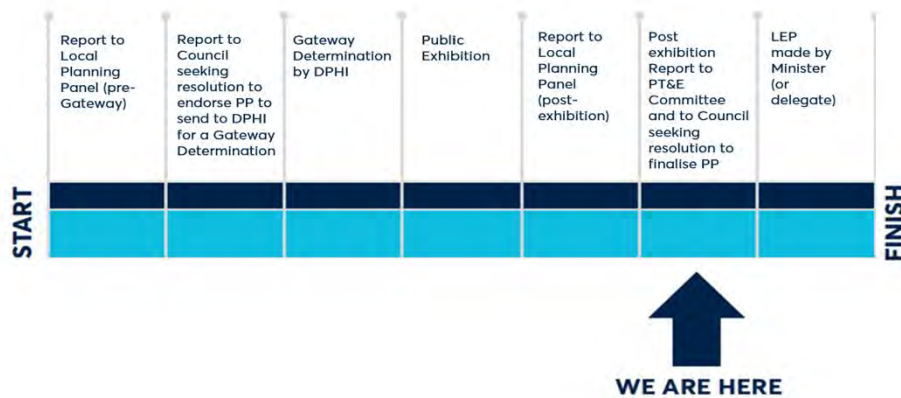 Report to
Local
Planning
Panel (pre-
Gateway)
Report to
Council
seeking
resolution to
endorse PP to
send to DPHI
for a Gateway
Determination
Gateway
Determination
by DPHI
Public
Exhibition
Report to
Local
Planning
Panel
(post-
exhibition)
Post
exhibition
Report to
PT&E
Committee
and to Council
seeking
resolution to
finalise PP
LEP
made by
Minister
(or
delegate)
START
FINISH
WE ARE HERE